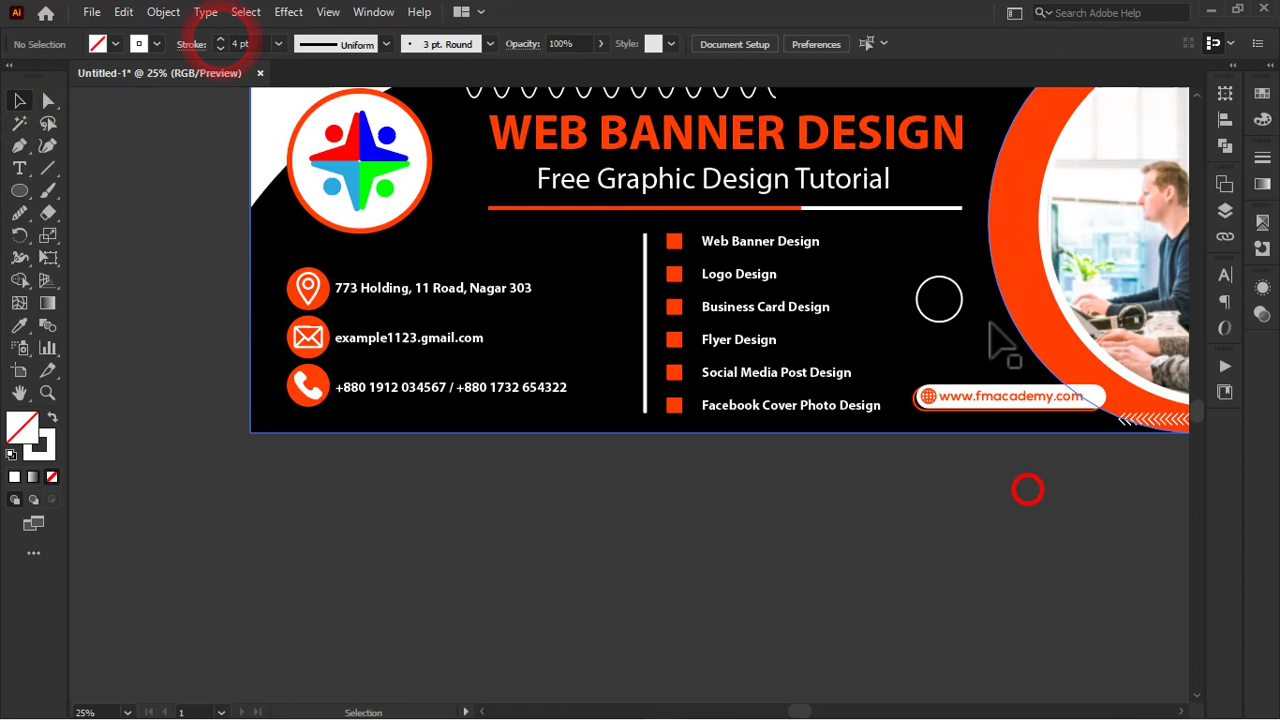 Ai File Edit Object Type Select Effect View Window Help Search Adobe Help
No Selection Stroke: 4 pt Uniform 3 pt. Round Opacity: 100% Style: Document Setup Preferences
Untitled-1* @ 25% (RGB/Preview) ×
WEB BANNER DESIGN
Free Graphic Design Tutorial
773 Holding, 11 Road, Nagar 303
example1123.gmail.com
+880 1912 034567 / +880 1732 654322
Web Banner Design
Logo Design
Business Card Design
Flyer Design
Social Media Post Design
Facebook Cover Photo Design
www.fmacademy.com
25% 1 Selection